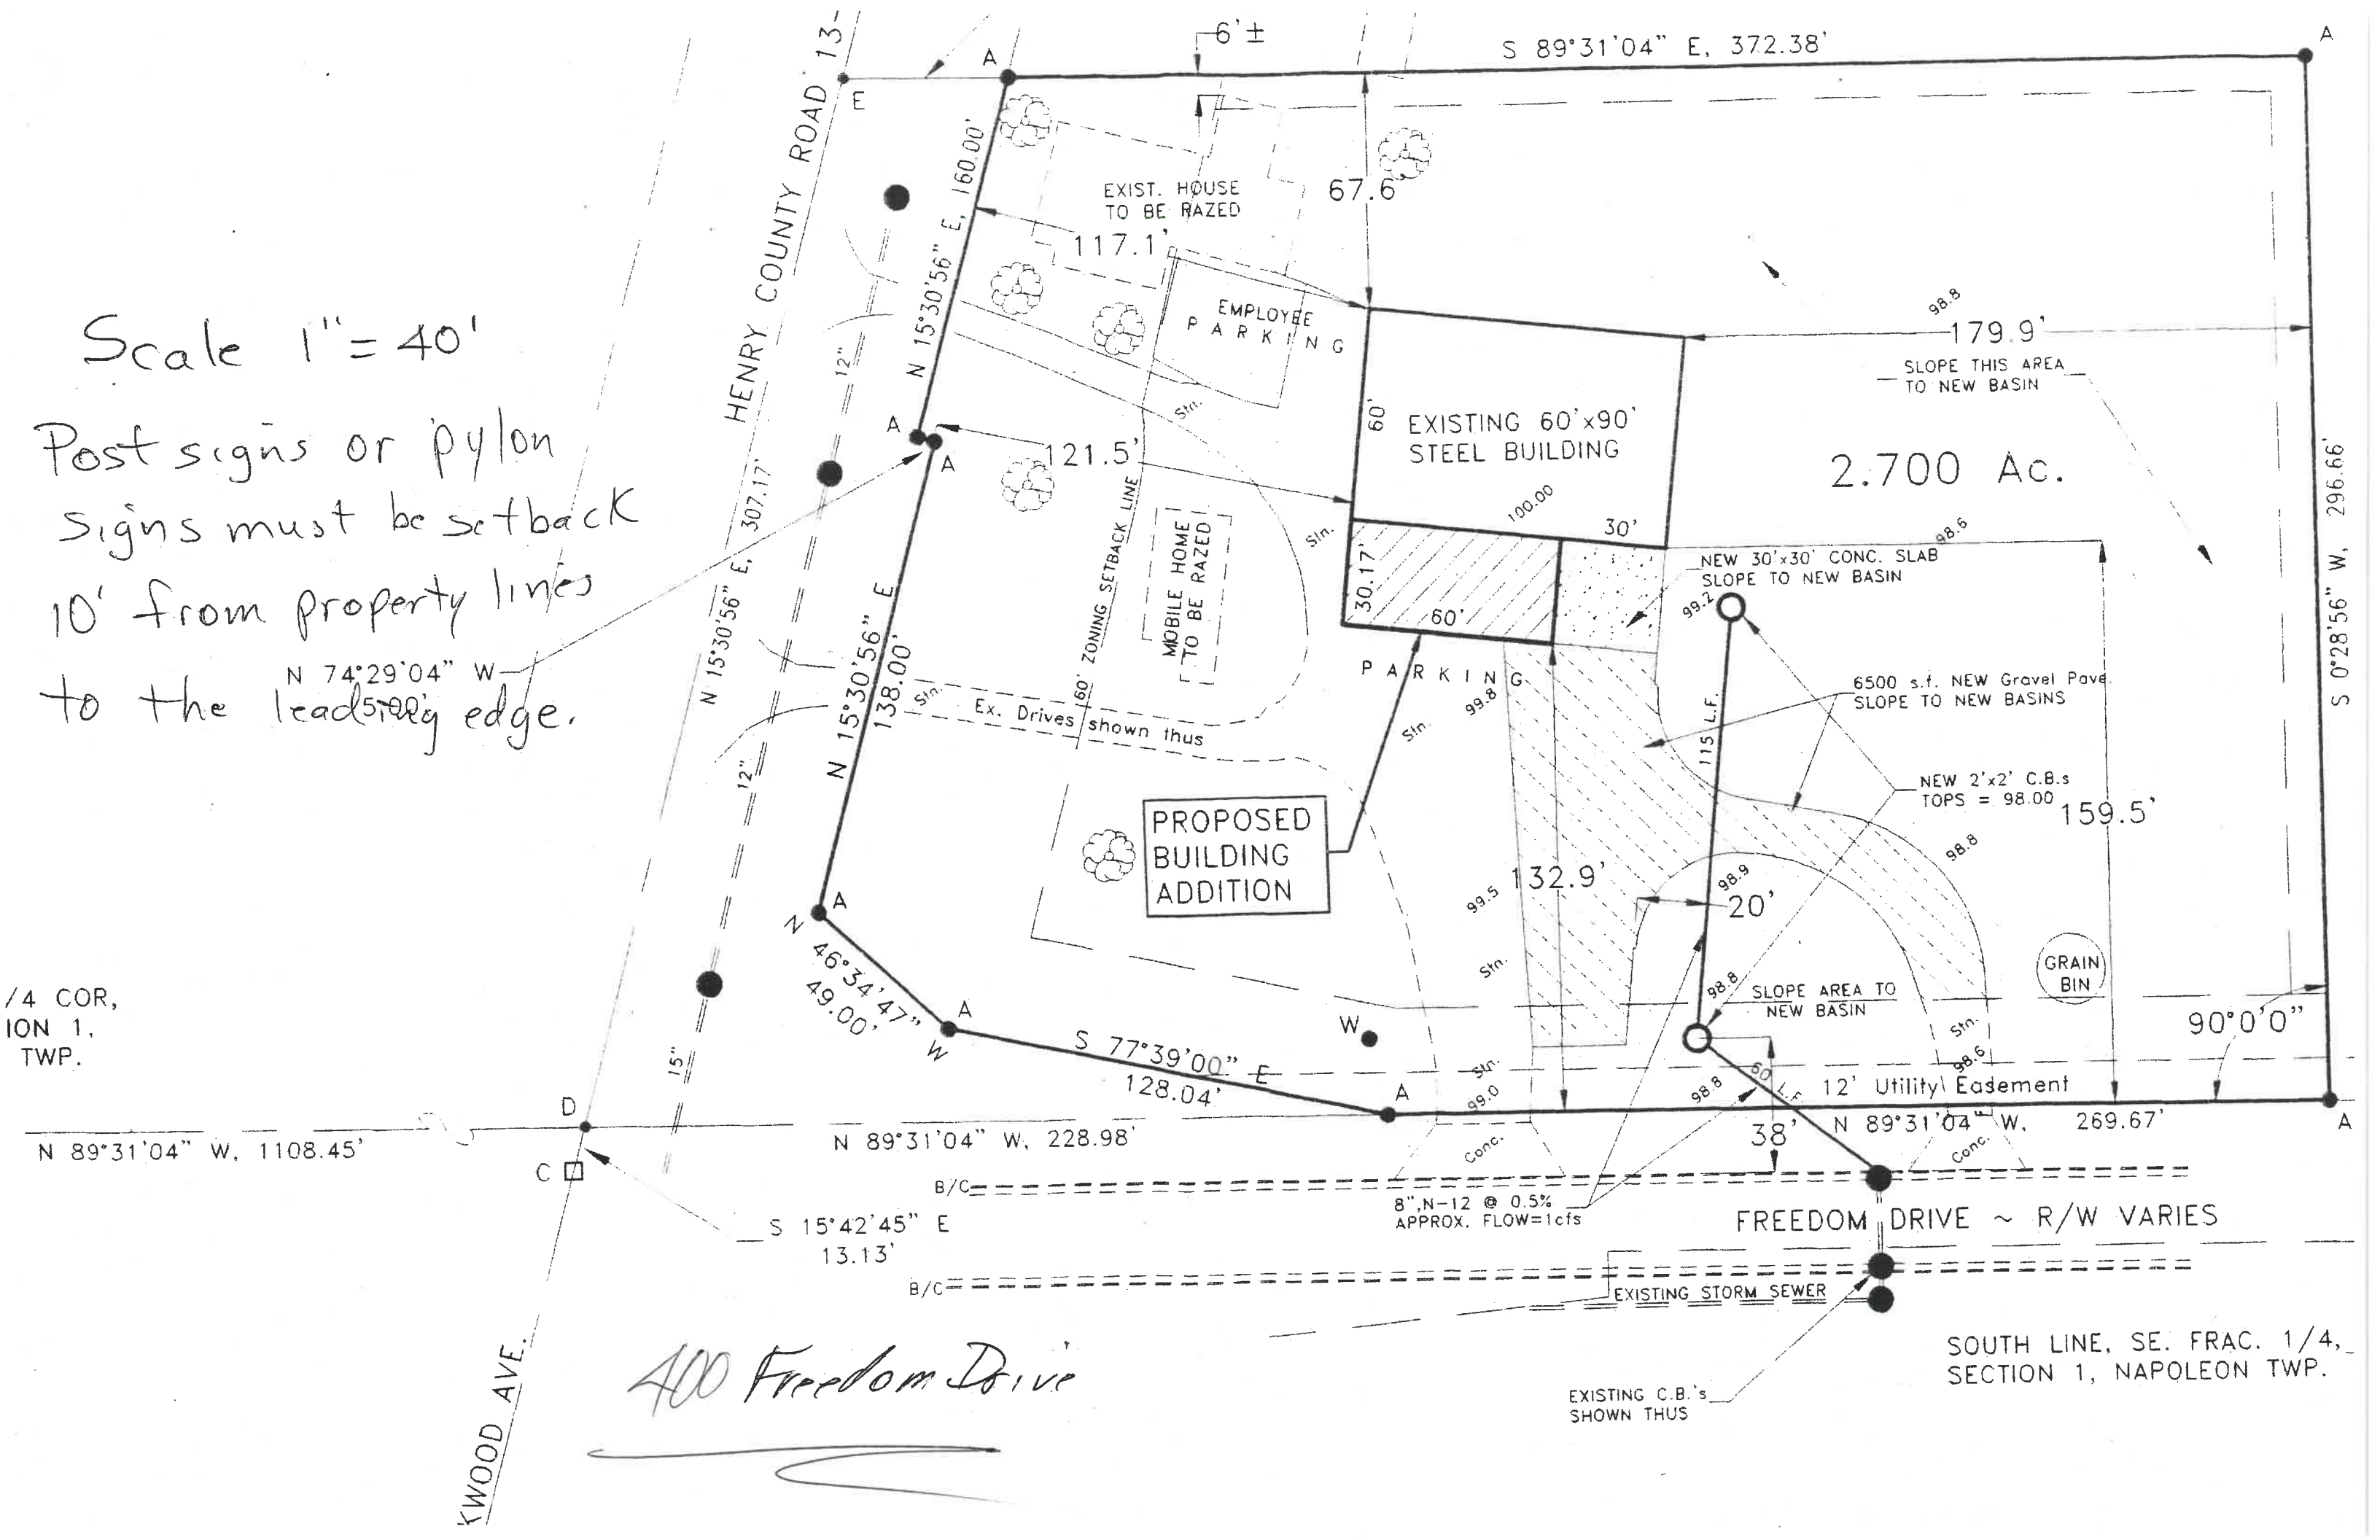 6'±
S 89°31'04" E, 372.38'
A
A
E
HENRY COUNTY ROAD 13-
N 15°30'56" E, 160.00'
EXIST. HOUSE
TO BE RAZED
67.6'
117.1'
Scale 1"=40'
Post signs or pylon
signs must be setback
10' from property lines
to the leading edge.
N 74°29'04" W
EMPLOYEE
PARKING
98.8
179.9'
SLOPE THIS AREA
TO NEW BASIN
12"
60'
EXISTING 60'x90'
STEEL BUILDING
2.700 Ac.
S 0°28'56" W, 296.66'
A
A
121.5'
Stn.
100.00
30'
98.6
Stn.
N 15°30'56" E, 307.17'
60' ZONING SETBACK LINE
MOBILE HOME
TO BE RAZED
30.17'
60'
NEW 30'x30' CONC. SLAB
SLOPE TO NEW BASIN
99.2
N 15°30'56" E
138.00'
PARKING
99.8
Stn.
115 L.F.
6500 s.f. NEW Gravel Pave.
SLOPE TO NEW BASINS
Stn.
Ex. Drives shown thus
12"
NEW 2'x2' C.B.s
TOPS = 98.00
159.5'
PROPOSED
BUILDING
ADDITION
98.8
132.9'
99.5
98.9
20'
A
N 46°34'47" W
49.00'
Stn.
GRAIN
BIN
98.8
SLOPE AREA TO
NEW BASIN
/4 COR,
ION 1,
TWP.
A
W
90°0'0"
Stn.
15"
S 77°39'00" E
128.04'
Stn.
98.6
60 L.F.
98.8
12' Utility Easement
99.0
A
D
N 89°31'04" W, 1108.45'
N 89°31'04" W, 228.98'
38'
N 89°31'04" W, 269.67'
A
C
Conc.
Conc.
B/C
8",N-12 @ 0.5%
APPROX. FLOW=1cfs
S 15°42'45" E
13.13'
FREEDOM DRIVE ~ R/W VARIES
B/C
EXISTING STORM SEWER
400 Freedom Drive
KWOOD AVE.
SOUTH LINE, SE. FRAC. 1/4,
SECTION 1, NAPOLEON TWP.
EXISTING C.B.'s
SHOWN THUS